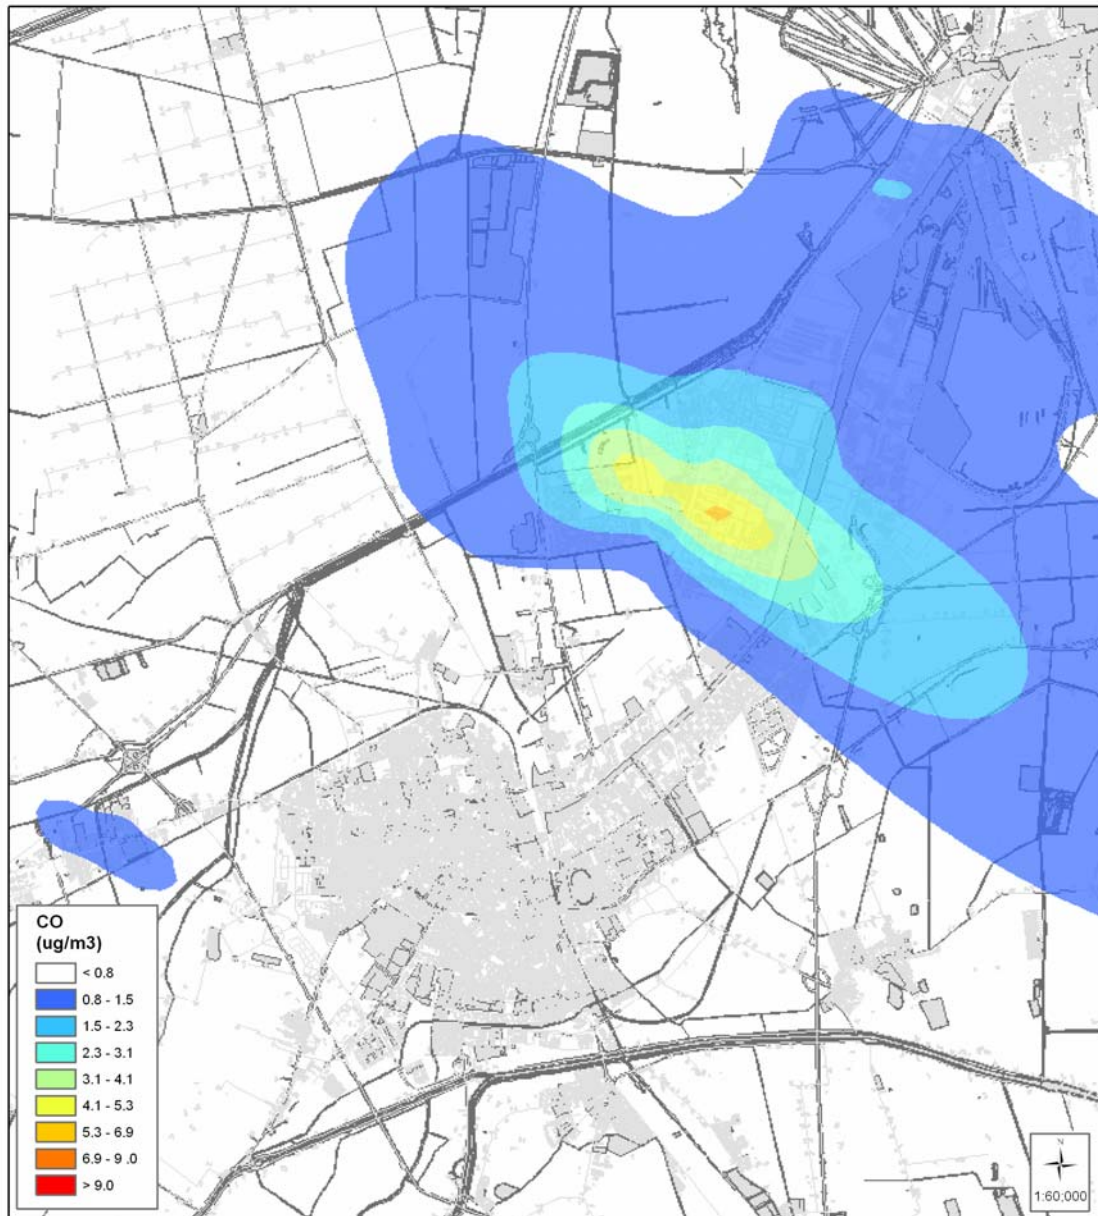 CO
(ug/m3)
< 0.8
0.8 - 1.5
1.5 - 2.3
2.3 - 3.1
3.1 - 4.1
4.1 - 5.3
5.3 - 6.9
6.9 - 9 .0
> 9.0
N
1:60;000